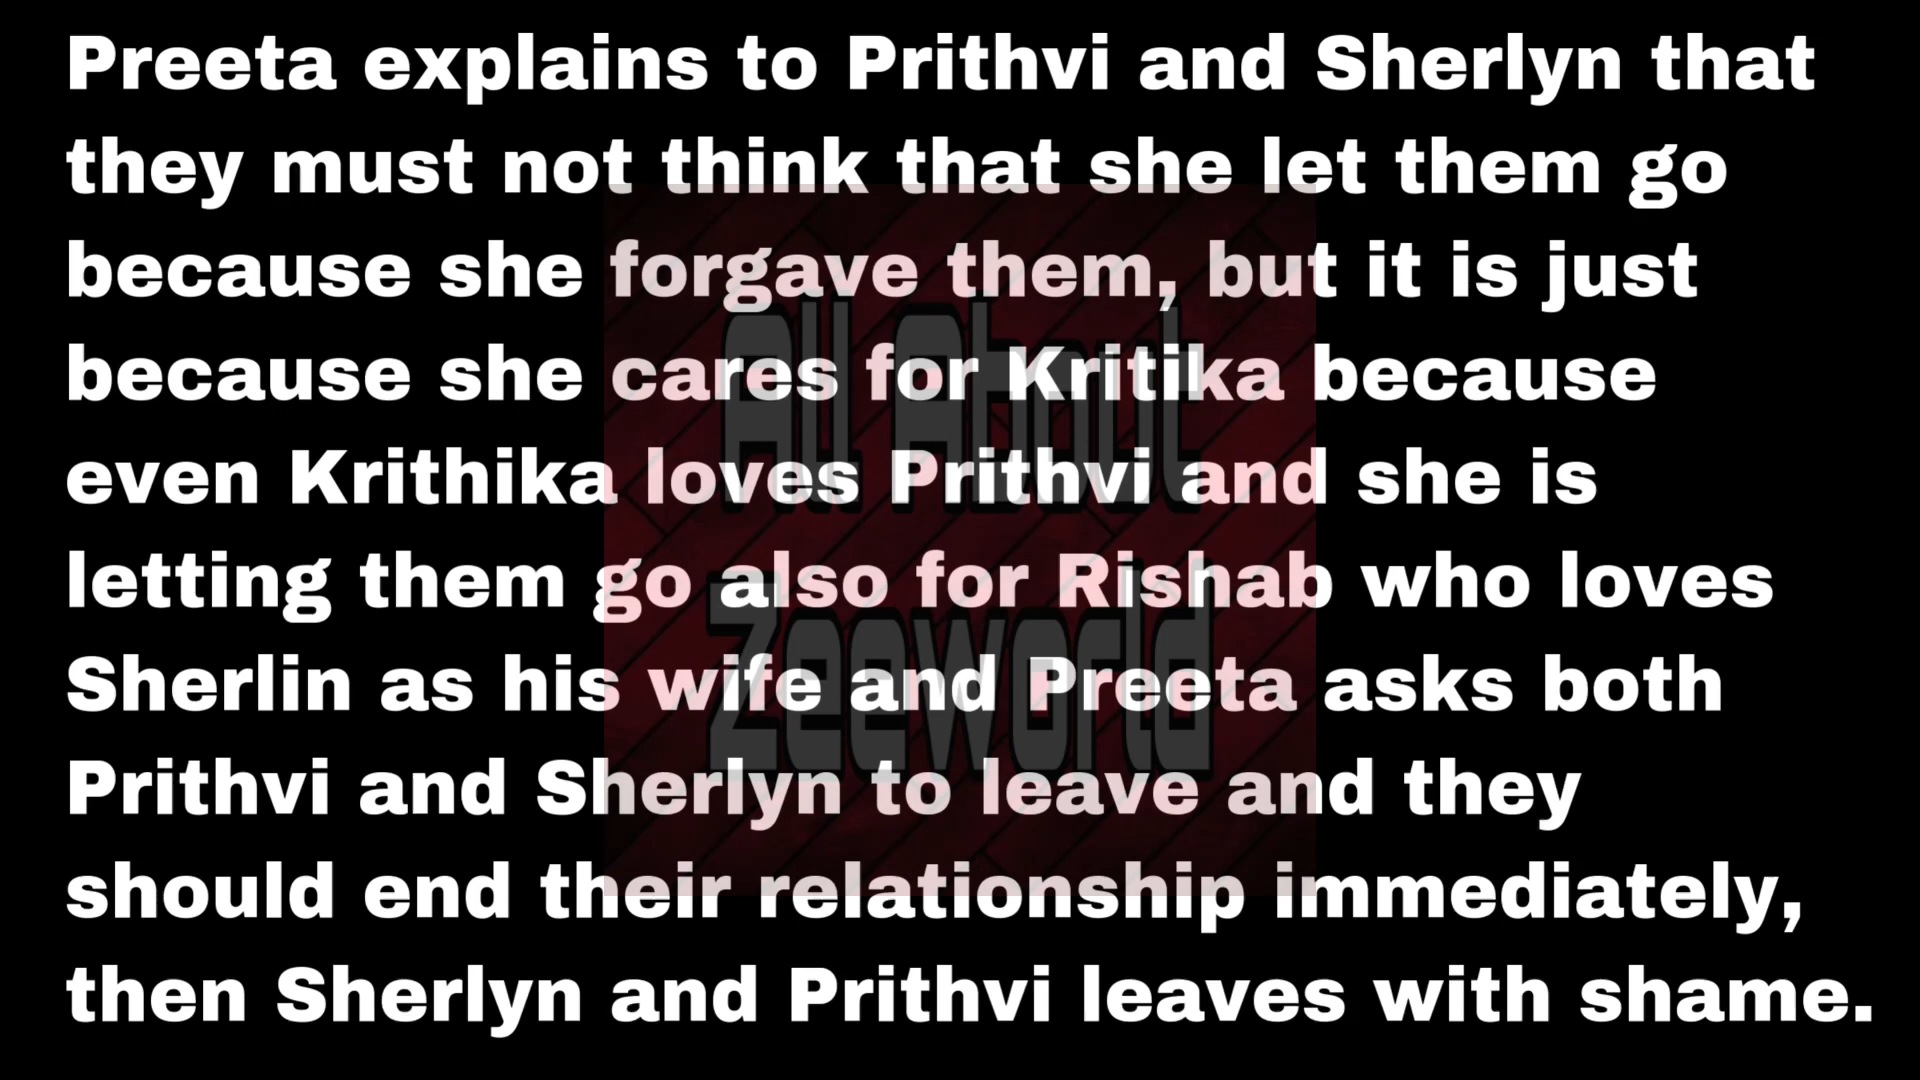 Preeta explains to Prithvi and Sherlyn that
they must not think that she let them go
because she forgave them, but it is just
because she cares for Kritika because
even Krithika loves Prithvi and she is
letting them go also for Rishab who loves
Sherlin as his wife and Preeta asks both
Prithvi and Sherlyn to leave and they
should end their relationship immediately,
then Sherlyn and Prithvi leaves with shame.
All About
Zeeworld